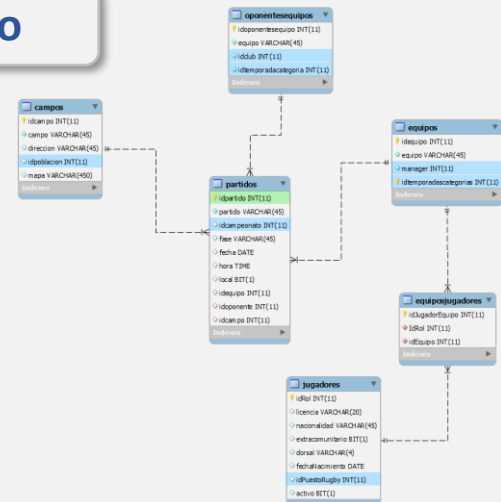 o
oponentesequipos
idoponentesequipo INT(11)
equipo VARCHAR(45)
idclub INT(11)
idtemporadacategoria INT(11)
Indexes
campos
idcampo INT(11)
campo VARCHAR(45)
direccion VARCHAR(45)
idpoblacion INT(11)
mapa VARCHAR(450)
Indexes
equipos
idequipo INT(11)
equipo VARCHAR(45)
manager INT(11)
idtemporadascategorias INT(11)
Indexes
partidos
idpartido INT(11)
partido VARCHAR(45)
idcampeonato INT(11)
fase VARCHAR(45)
fecha DATE
hora TIME
local BIT(1)
idequipo INT(11)
idoponente INT(11)
idcampo INT(11)
Indexes
equiposjugadores
idJugadorEquipo INT(11)
IdRol INT(11)
idEquipo INT(11)
Indexes
jugadores
idRol INT(11)
licencia VARCHAR(20)
nacionalidad VARCHAR(45)
extracomunitario BIT(1)
dorsal VARCHAR(4)
fechaNacimiento DATE
idPuestoRugby INT(11)
activo BIT(1)